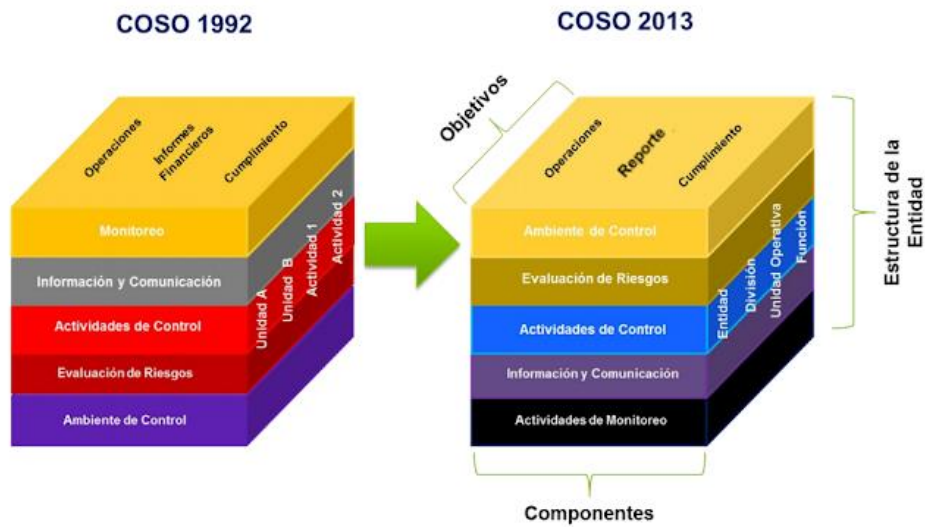 COSO 1992
Operaciones
Informes
Financieros
Cumplimiento
Monitoreo
Información y Comunicación
Actividades de Control
Evaluación de Riesgos
Ambiente de Control
Unidad A
Unidad B
Actividad 1
Actividad 2
COSO 2013
Objetivos
Operaciones
Reporte
Cumplimiento
Ambiente de Control
Evaluación de Riesgos
Actividades de Control
Información y Comunicación
Actividades de Monitoreo
Entidad
División
Unidad Operativa
Función
Estructura de la
Entidad
Componentes